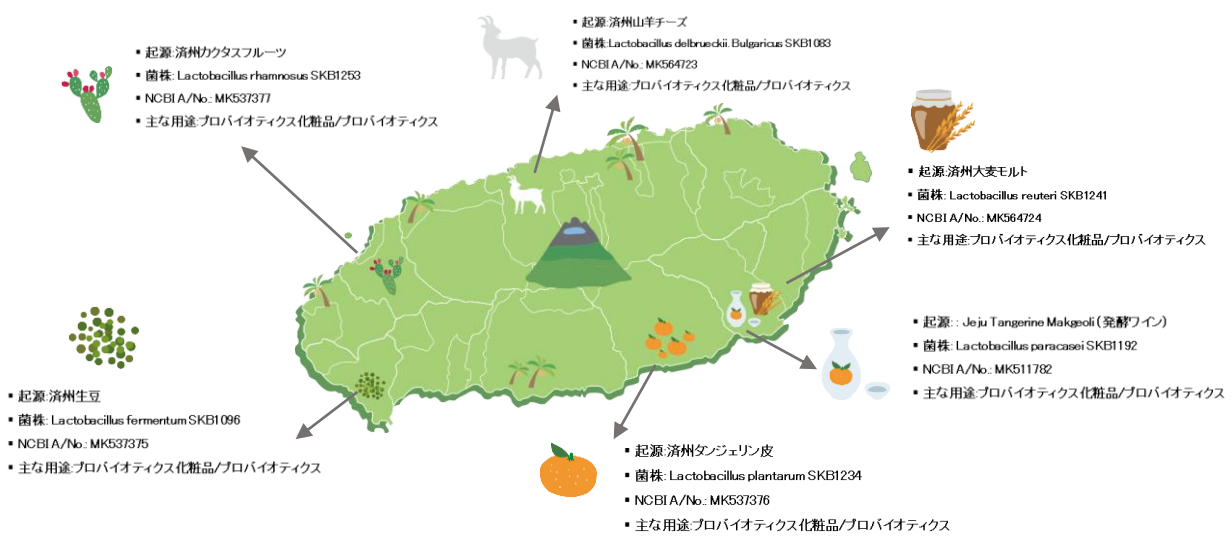 ▪ 起源:済州カクタスフルーツ
▪ 菌株: Lactobacillus rhamnosus SKB1253
▪ NCBI A/No.: MK537377
▪ 主な用途:プロバイオティクス化粧品/プロバイオティクス
▪ 起源:済州山羊チーズ
▪ 菌株:Lactobacillus delbrueckii. Bulgaricus SKB1083
▪ NCBI A/No.: MK564723
▪ 主な用途:プロバイオティクス化粧品/プロバイオティクス
▪ 起源:済州大麦モルト
▪ 菌株: Lactobacillus reuteri SKB1241
▪ NCBI A/No.: MK564724
▪ 主な用途:プロバイオティクス化粧品/プロバイオティクス
▪ 起源: : Jeju Tangerine Makgeoli (発酵ワイン)
▪ 菌株: Lactobacillus paracasei SKB1192
▪ NCBI A/No.: MK511782
▪ 主な用途:プロバイオティクス化粧品/プロバイオティクス
▪ 起源:済州生豆
▪ 菌株: Lactobacillus fermentum SKB1096
▪ NCBI A/No.: MK537375
▪ 主な用途:プロバイオティクス化粧品/プロバイオティクス
▪ 起源:済州タンジェリン皮
▪ 菌株: Lactobacillus plantarum SKB1234
▪ NCBI A/No.: MK537376
▪ 主な用途:プロバイオティクス化粧品/プロバイオティクス